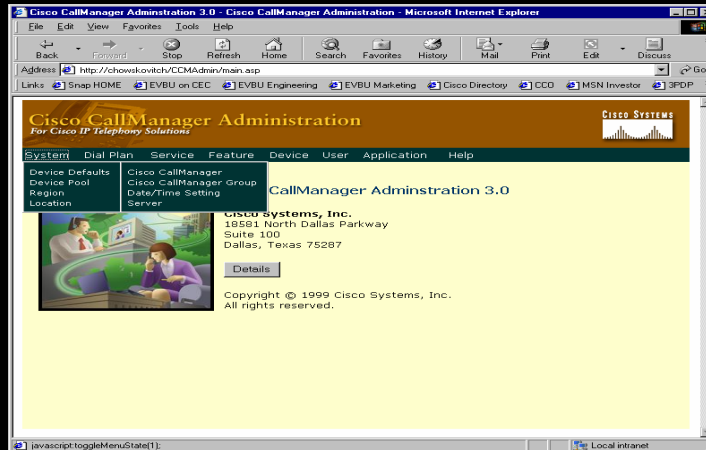 Cisco CallManager Adminstration 3.0 - Cisco CallManager Adminstration - Microsoft Internet Explorer
File Edit View Favorites Tools Help
Back Forward Stop Refresh Home Search Favorites History Mail Print Edit Discuss
Address http://chowskovitch/CCMAdmin/main.asp Go
Links Snap HOME EVBU on CEC EVBU Engineering EVBU Marketing Cisco Directory CCO MSN Investor 3PDP
Cisco CallManager Administration
For Cisco IP Telephony Solutions
CISCO SYSTEMS
System Dial Plan Service Feature Device User Application Help
Device Defaults Cisco CallManager
Device Pool Cisco CallManager Group
Region Date/Time Setting
Location Server
CallManager Adminstration 3.0
Cisco Systems, Inc.
18581 North Dallas Parkway
Suite 100
Dallas, Texas 75287
Details
Copyright © 1999 Cisco Systems, Inc.
All rights reserved.
javascript:toggleMenuState(1);
Local intranet